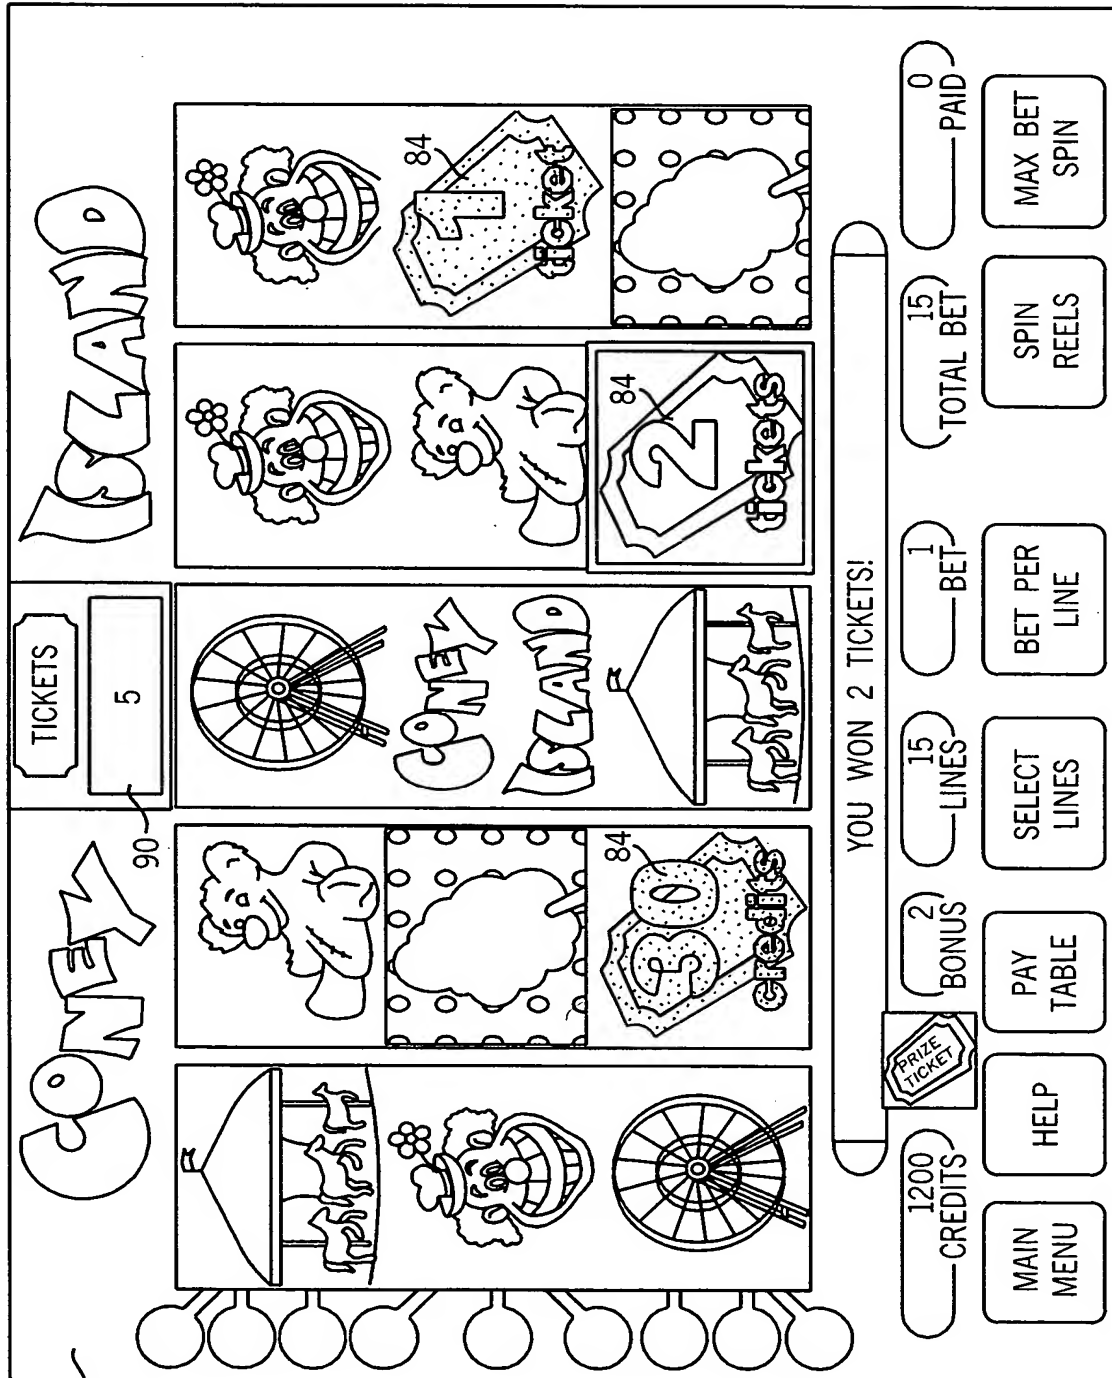 CONEY
TICKETS
5
90
ISLAND
30
credits
84
CONEY
ISLAND
2
tickets
84
1
ticket
84
YOU WON 2 TICKETS!
1200
CREDITS
PRIZE
TICKET
2
BONUS
15
LINES
1
BET
15
TOTAL BET
0
PAID
MAIN
MENU
HELP
PAY
TABLE
SELECT
LINES
BET PER
LINE
SPIN
REELS
MAX BET
SPIN